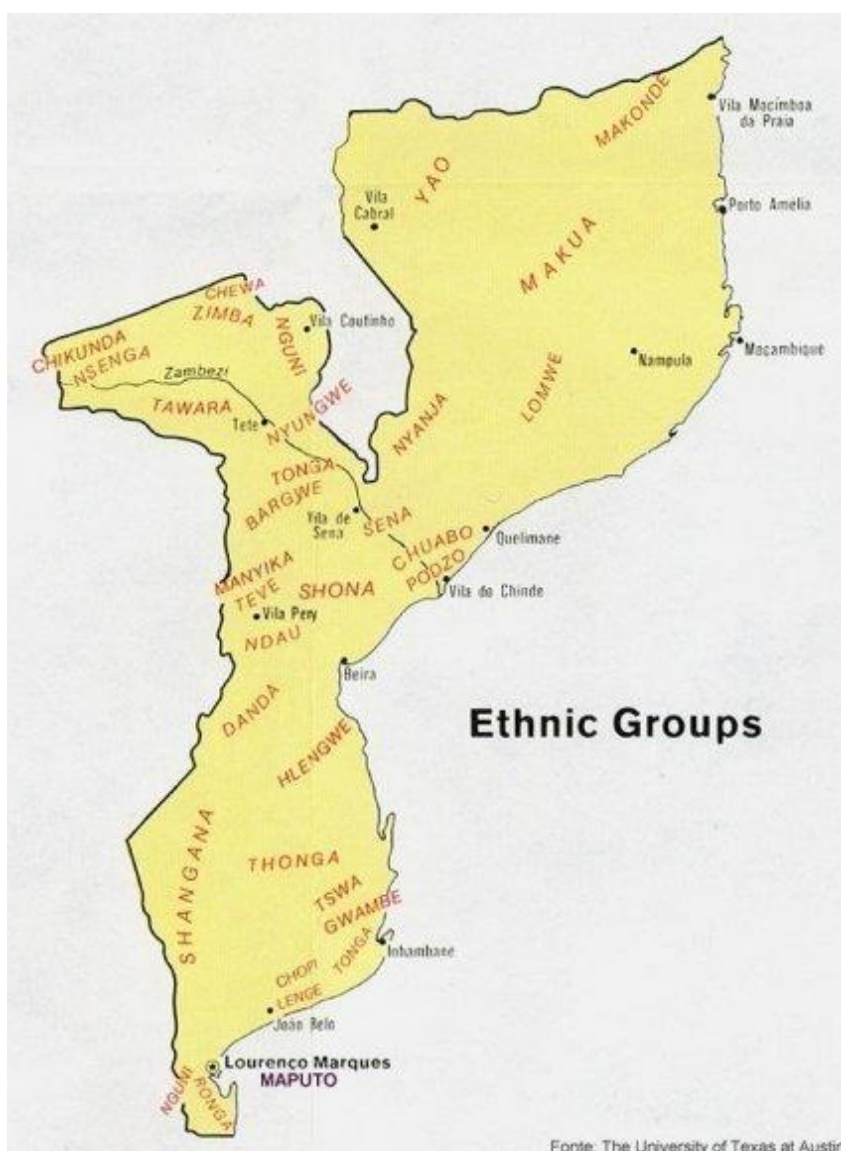 MAKONDE
Vila Mocímboa
da Praia
YAO
Vila
Cabral
Porto Amelia
MAKUA
CHEWA
ZIMBA
NGUNI
Vila Coutinho
CHIKUNDA
NSENGA
Zambezi
Moçambique
Nampula
LOMWE
TAWARA
Tete
NYUNGWE
NYANJA
TONGA
BARGWE
Vila de
Sena
SENA
CHUABO
PODZO
Quelimane
MANYIKA
TEVE
SHONA
Vila do Chinde
Vila Pery
NDAU
Beira
DANDA
Ethnic Groups
HLENGWE
SHANGANA
THONGA
TSWA
GWAMBE
TONGA
Inhambane
CHOPI
LENGE
João Belo
Lourenco Marques
MAPUTO
NGUNI
RONGA
Fonte: The University of Texas at Austin